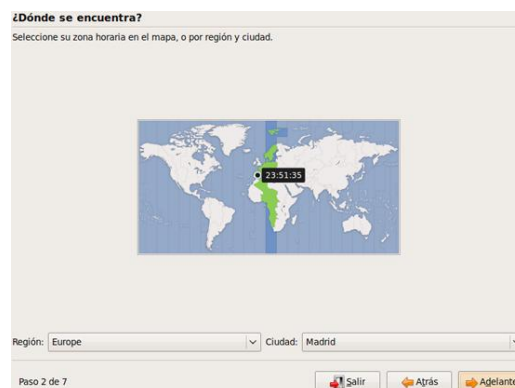 ¿Dónde se encuentra?
Seleccione su zona horaria en el mapa, o por región y ciudad.
23:51:35
Región: Europe Ciudad: Madrid
Paso 2 de 7 Salir Atrás Adelante